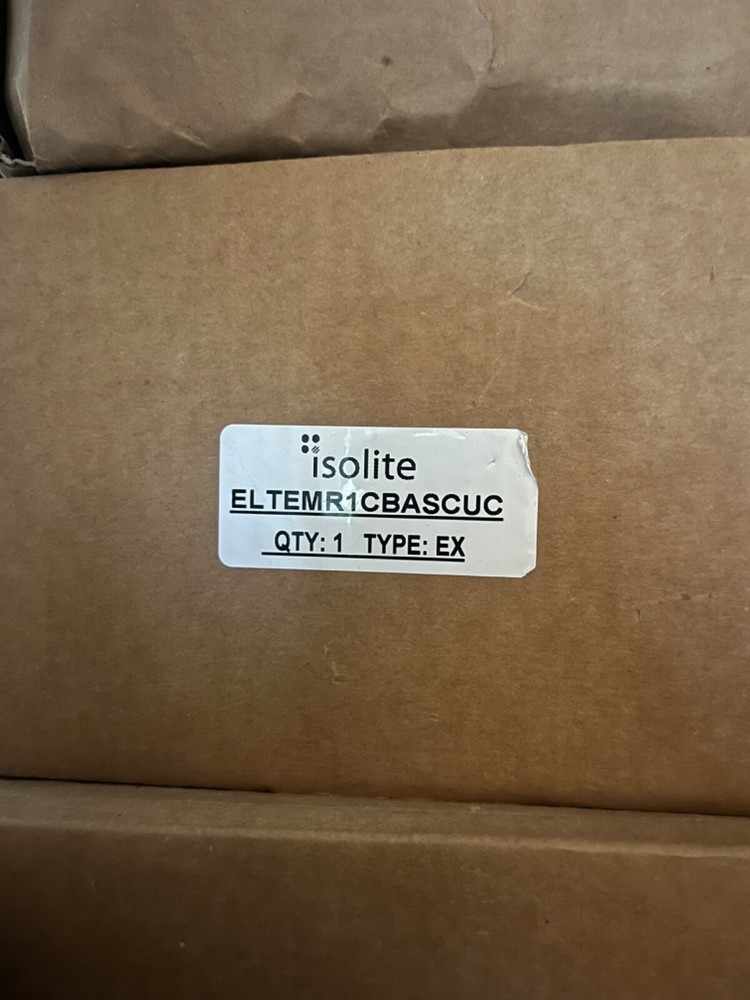 isolite
ELTEMR1CBASCUC
QTY: 1 TYPE: EX